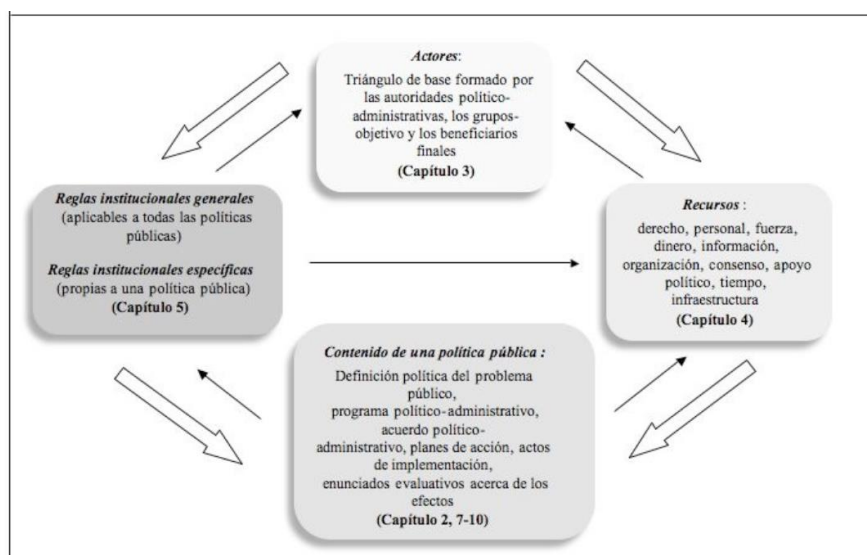 Actores:
Triángulo de base formado por
las autoridades político-
administrativas, los grupos-
objetivo y los beneficiarios
finales
(Capítulo 3)
Reglas institucionales generales
(aplicables a todas las políticas
públicas)
Reglas institucionales específicas
(propias a una política pública)
(Capítulo 5)
Recursos :
derecho, personal, fuerza,
dinero, información,
organización, consenso, apoyo
político, tiempo,
infraestructura
(Capítulo 4)
Contenido de una política pública :
Definición política del problema
público,
programa político-administrativo,
acuerdo político-
administrativo, planes de acción, actos
de implementación,
enunciados evaluativos acerca de los
efectos
(Capítulo 2, 7-10)